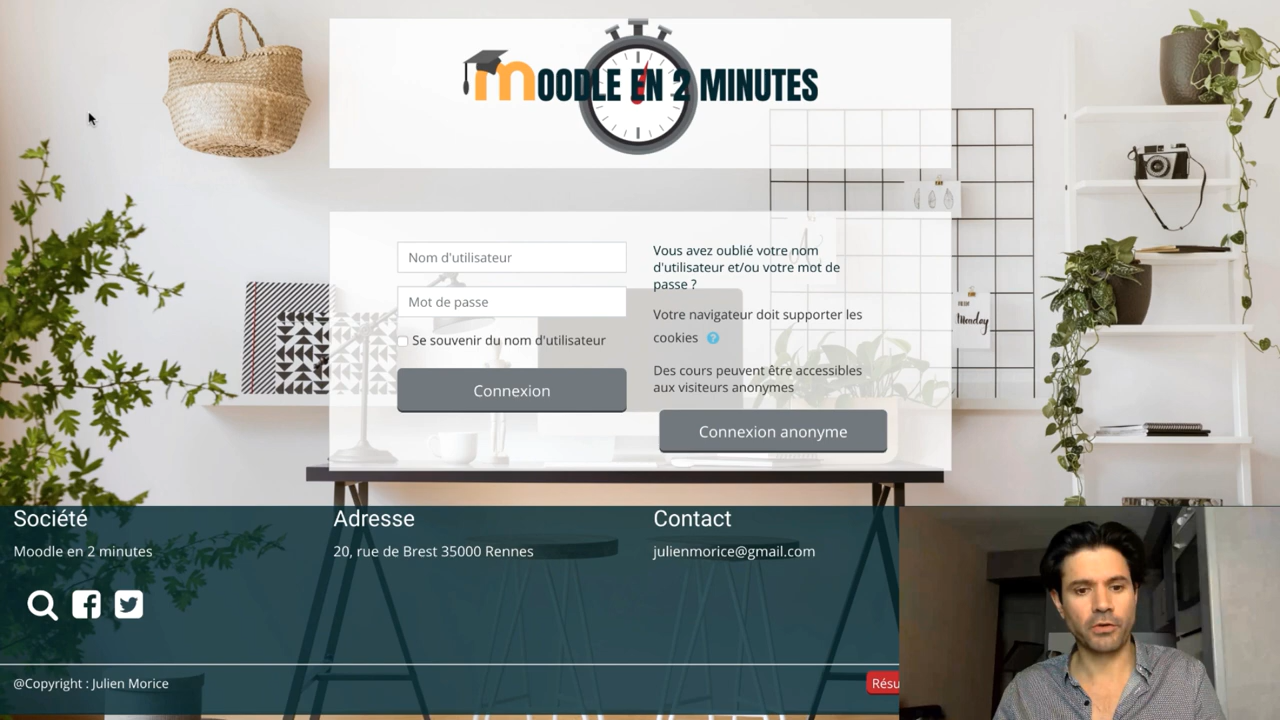 mOODLE EN 2 MINUTES
Nom d'utilisateur
Mot de passe
Se souvenir du nom d'utilisateur
Connexion
Vous avez oublié votre nom
d'utilisateur et/ou votre mot de
passe ?
Votre navigateur doit supporter les
cookies ?
Des cours peuvent être accessibles
aux visiteurs anonymes
Connexion anonyme
Monday
Société
Moodle en 2 minutes
Adresse
20, rue de Brest 35000 Rennes
Contact
julienmorice@gmail.com
@Copyright : Julien Morice
Résu